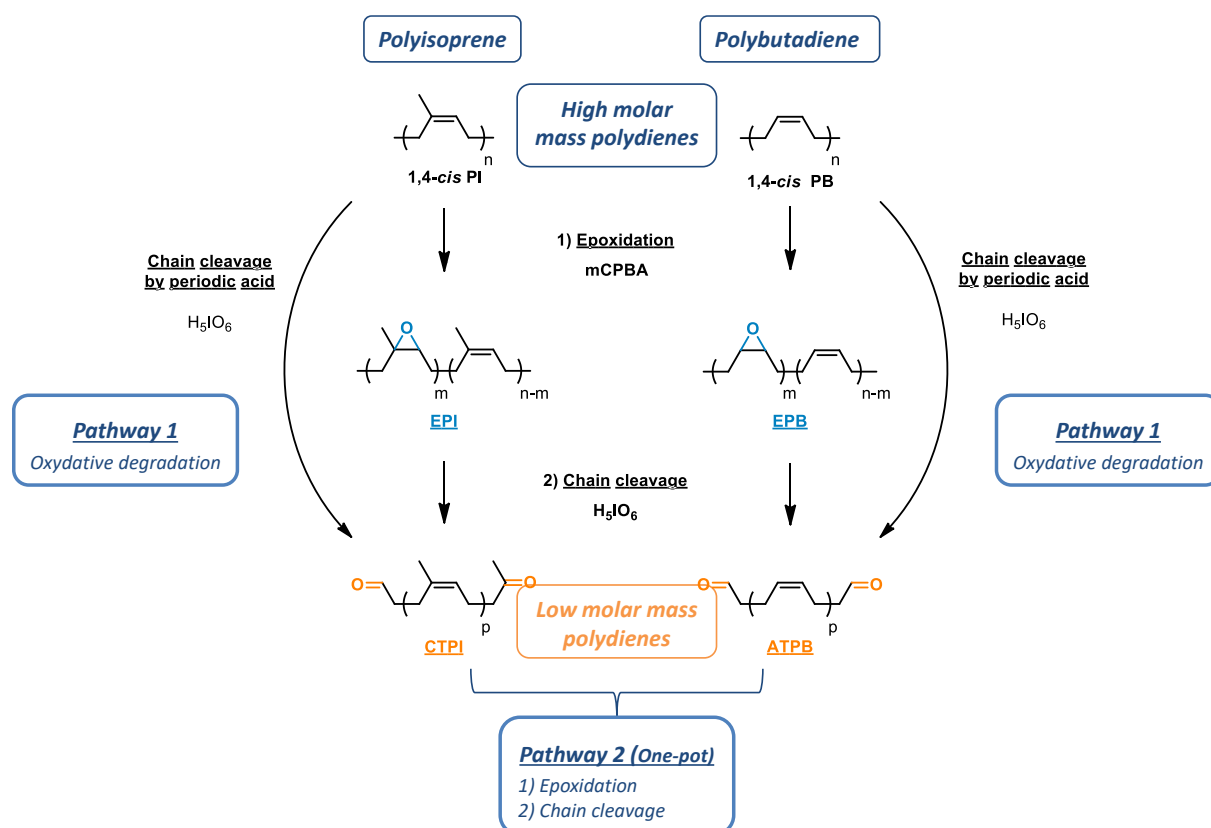 Polyisoprene
Polybutadiene
High molar
mass polydienes
n
1,4-cis PI
n
1,4-cis PB
1) Epoxidation
mCPBA
Chain cleavage
by periodic acid
H5IO6
Chain cleavage
by periodic acid
H5IO6
O
m
n-m
EPI
O
m
n-m
EPB
Pathway 1
Oxydative degradation
Pathway 1
Oxydative degradation
2) Chain cleavage
H5IO6
O
O
p
CTPI
Low molar mass
polydienes
O
O
p
ATPB
Pathway 2 (One-pot)
1) Epoxidation
2) Chain cleavage